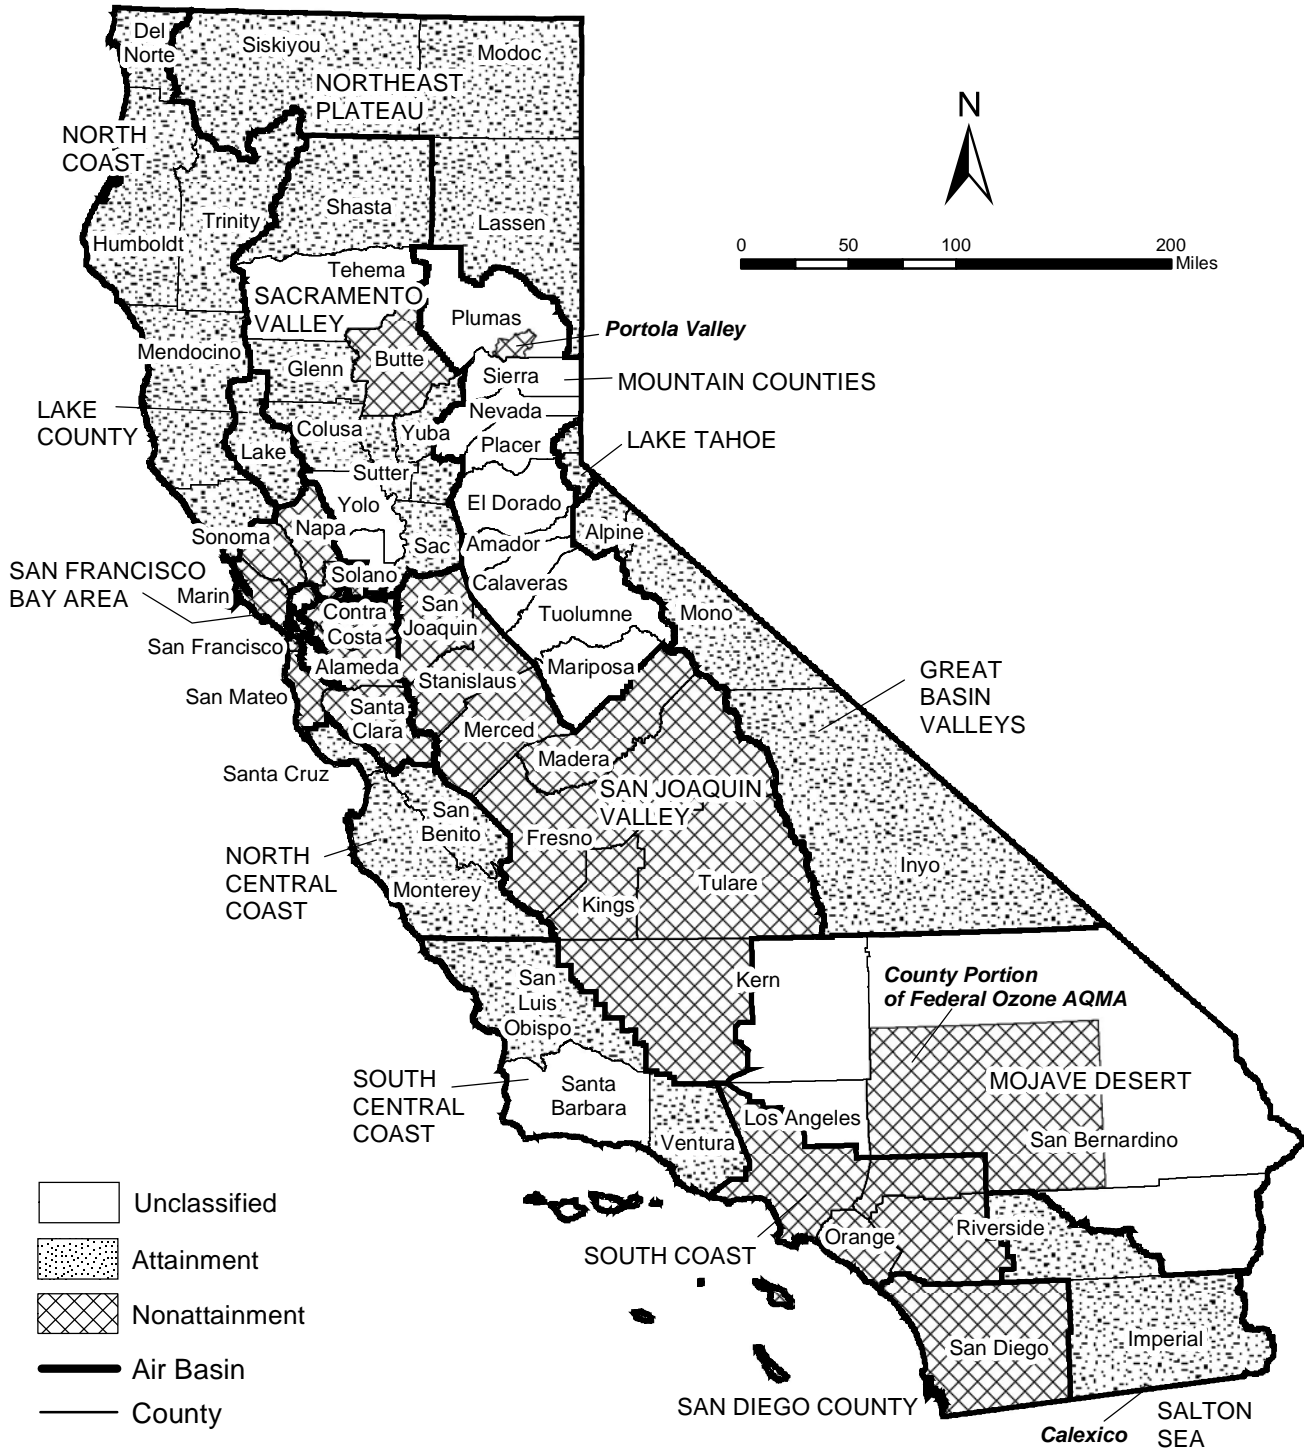 Del
Norte
Siskiyou
Modoc
NORTHEAST
PLATEAU
N
NORTH
COAST
Shasta
Trinity
Lassen
Humboldt
0 50 100 200
Miles
Tehema
SACRAMENTO
VALLEY
Plumas
Portola Valley
Mendocino
Butte
Glenn
Sierra
MOUNTAIN COUNTIES
LAKE
COUNTY
Nevada
Colusa
Yuba
Placer
LAKE TAHOE
Lake
Sutter
Yolo
El Dorado
Napa
Sonoma
Alpine
Sac
Amador
SAN FRANCISCO
BAY AREA
Solano
Calaveras
Marin
Contra
Costa
San
Joaquin
Tuolumne
Mono
San Francisco
Alameda
Mariposa
Stanislaus
GREAT
BASIN
VALLEYS
San Mateo
Santa
Clara
Merced
Madera
Santa Cruz
SAN JOAQUIN
VALLEY
San
Benito
Fresno
NORTH
CENTRAL
COAST
Inyo
Monterey
Tulare
Kings
Kern
County Portion
of Federal Ozone AQMA
San
Luis
Obispo
SOUTH
CENTRAL
COAST
Santa
Barbara
MOJAVE DESERT
Los Angeles
Ventura
San Bernardino
Unclassified
Attainment
Nonattainment
Air Basin
County
Orange
Riverside
SOUTH COAST
San Diego
Imperial
SAN DIEGO COUNTY
Calexico
SALTON
SEA